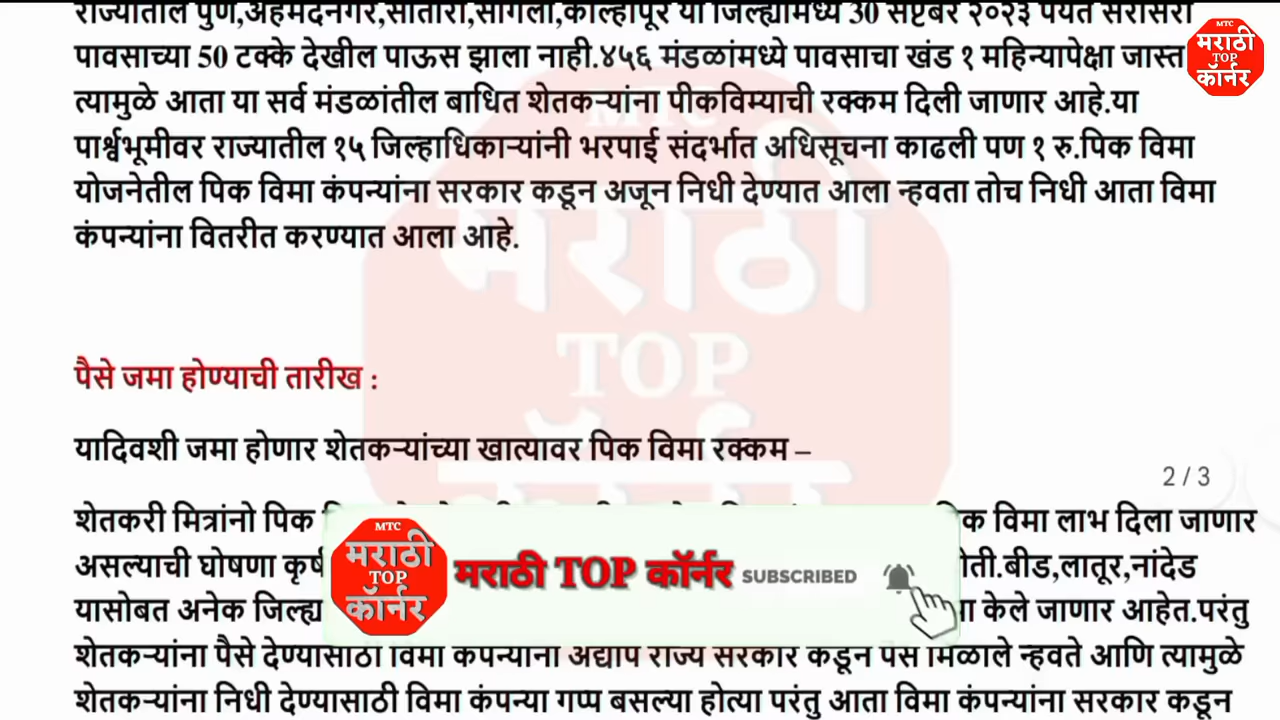 राज्यातील पुणे,अहमदनगर,सातारा,सांगली,कोल्हापूर या जिल्ह्यांमध्ये 30 सप्टेंबर २०२३ पर्यंत सरासरी
पावसाच्या 50 टक्के देखील पाऊस झाला नाही.४५६ मंडळांमध्ये पावसाचा खंड १ महिन्यापेक्षा जास्त
त्यामुळे आता या सर्व मंडळांतील बाधित शेतकऱ्यांना पीकविम्याची रक्कम दिली जाणार आहे.या
पार्श्वभूमीवर राज्यातील १५ जिल्हाधिकाऱ्यांनी भरपाई संदर्भात अधिसूचना काढली पण १ रु.पिक विमा
योजनेतील पिक विमा कंपन्यांना सरकार कडून अजून निधी देण्यात आला न्हवता तोच निधी आता विमा
कंपन्यांना वितरीत करण्यात आला आहे.
MTC
मराठी
TOP
कॉर्नर
MTC
मराठी
TOP
पैसे जमा होण्याची तारीख :
यादिवशी जमा होणार शेतकऱ्यांच्या खात्यावर पिक विमा रक्कम –
2 / 3
शेतकरी मित्रांनो पिक विमा लाभ दिला जाणार
असल्याची घोषणा होती.बीड,लातूर,नांदेड
यासोबत अनेक केले जाणार आहेत.परंतु
MTC
मराठी
TOP
कॉर्नर
मराठी TOP कॉर्नर SUBSCRIBED
शेतकऱ्यांना पैसे देण्यासाठी विमा कंपन्यांना अद्याप राज्य सरकार कडून पैसे मिळाले न्हवते आणि त्यामुळे
शेतकऱ्यांना निधी देण्यासाठी विमा कंपन्या गप्प बसल्या होत्या परंतु आता विमा कंपन्यांना सरकार कडून